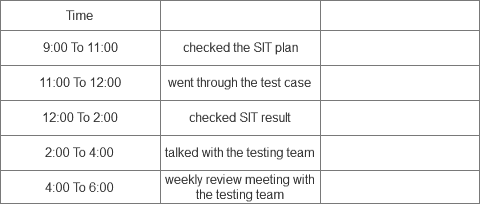 Time
9:00 To 11:00 checked the SIT plan
11:00 To 12:00 went through the test case
12:00 To 2:00 checked SIT result
2:00 To 4:00 talked with the testing team
4:00 To 6:00 weekly review meeting with
the testing team